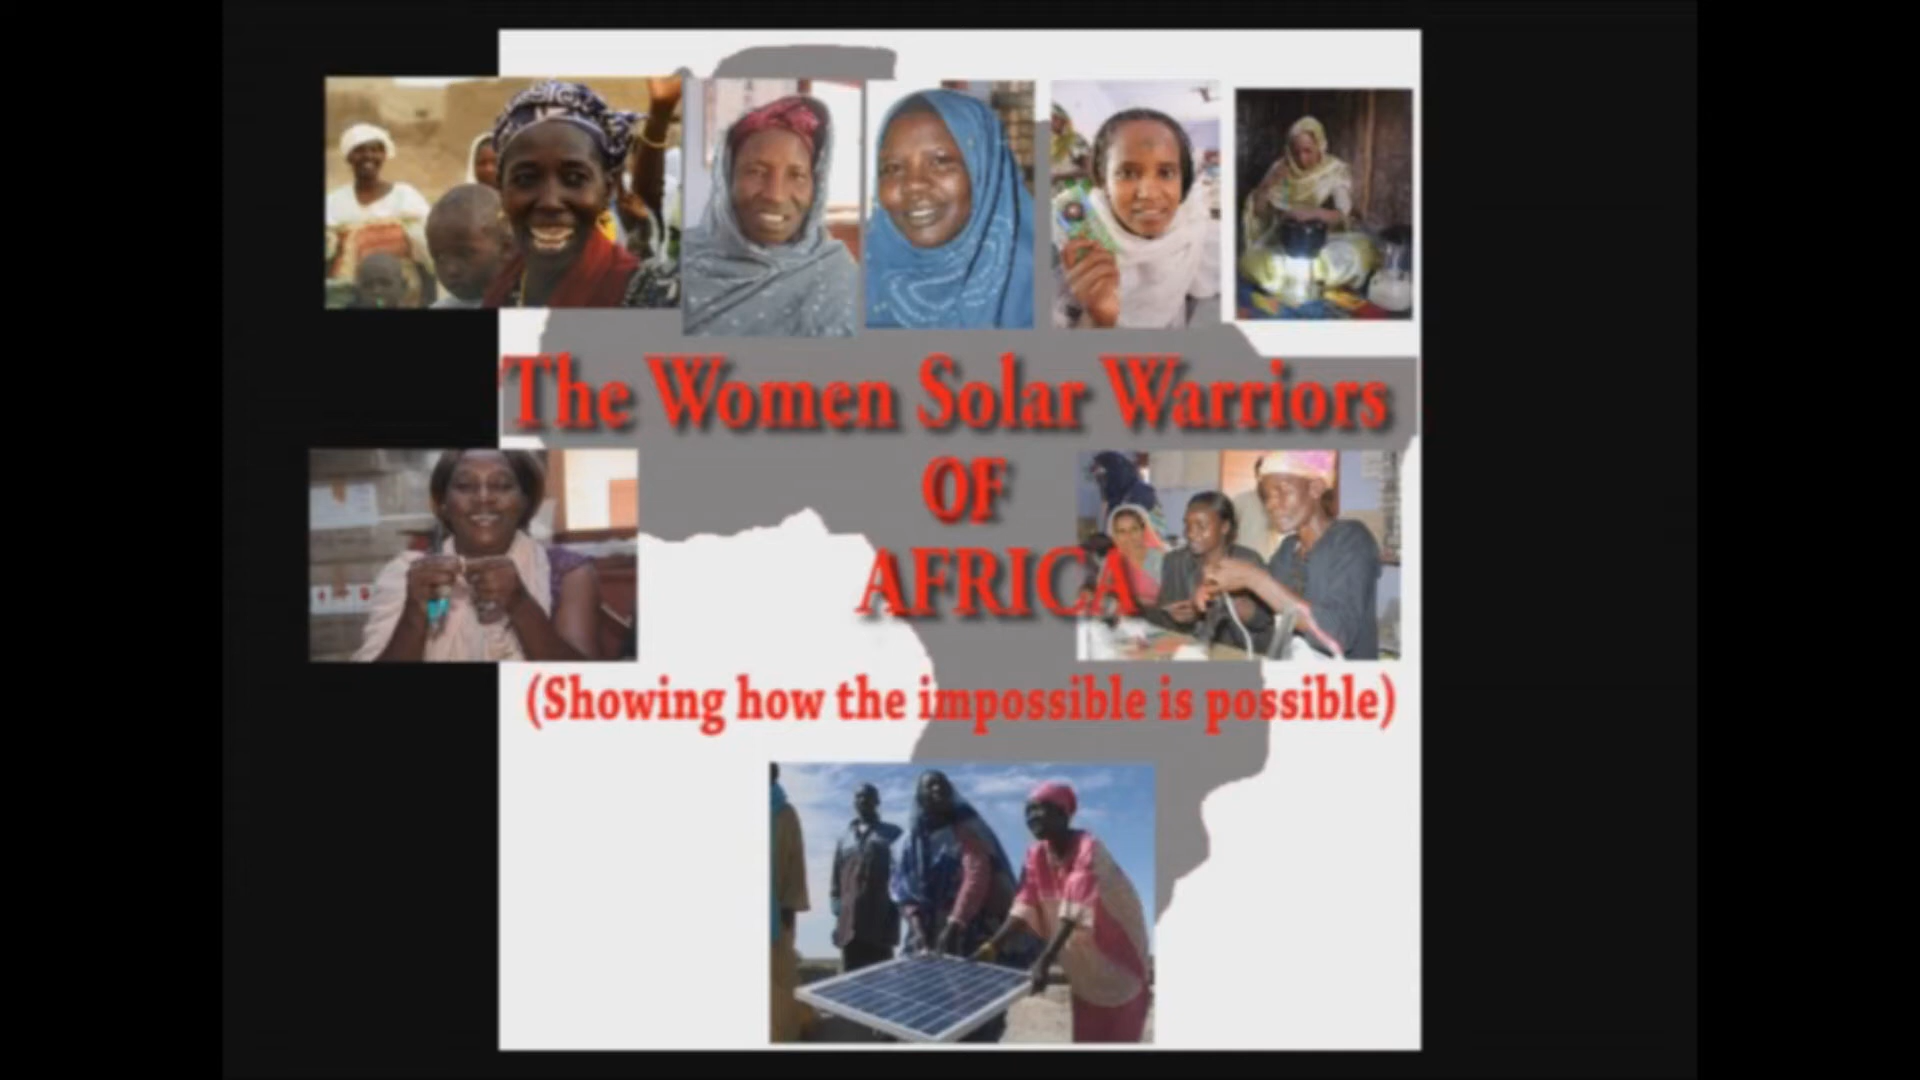 The Women Solar Warriors
OF
AFRICA
(Showing how the impossible is possible)